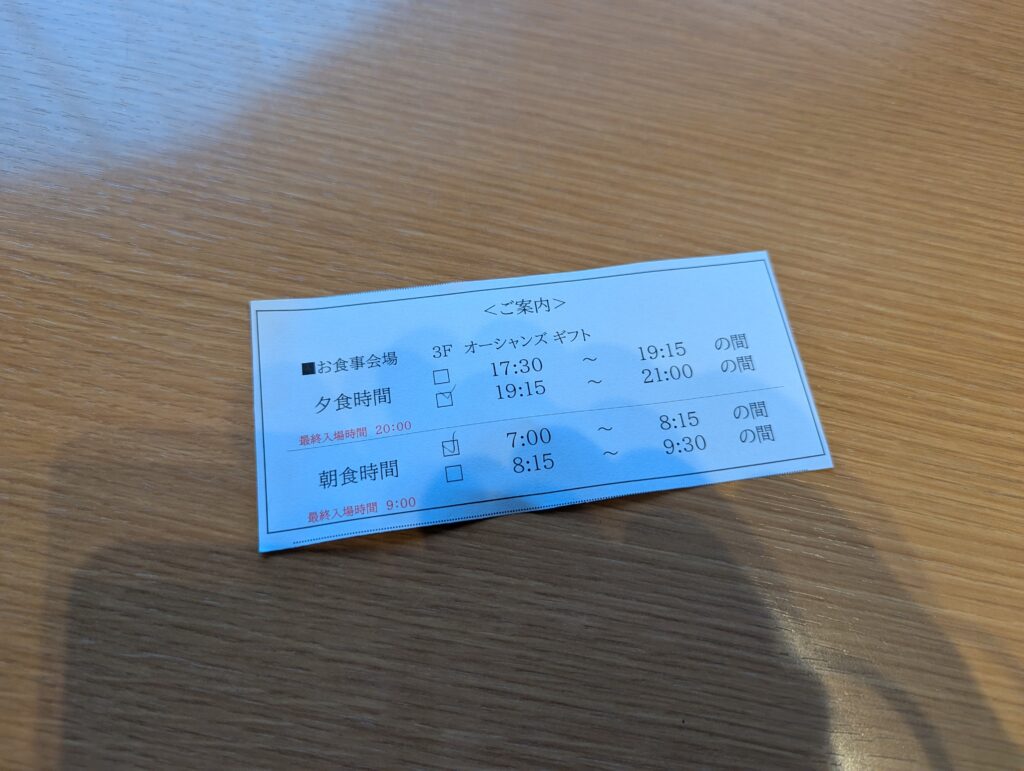 ＜ご案内＞
■お食事会場 3F オーシャンズ ギフト
夕食時間 □ 17:30 ～ 19:15 の間
☑ 19:15 ～ 21:00 の間
最終入場時間 20:00
朝食時間 ☑ 7:00 ～ 8:15 の間
□ 8:15 ～ 9:30 の間
最終入場時間 9:00